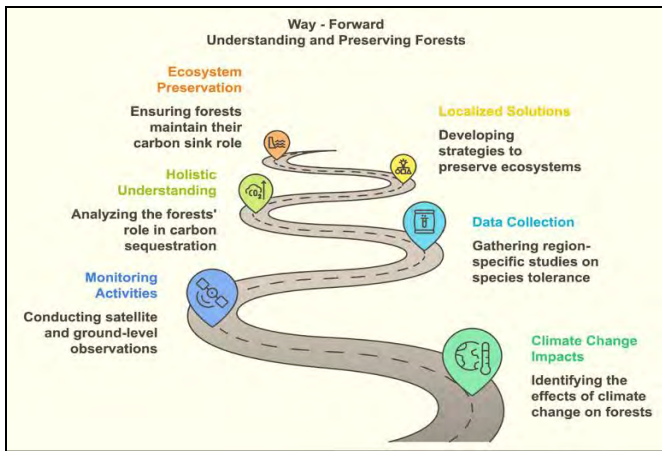 Way - Forward
Understanding and Preserving Forests
Ecosystem
Preservation
Ensuring forests
maintain their
carbon sink role
Localized Solutions
Developing
strategies to
preserve ecosystems
Holistic
Understanding
Analyzing the forests'
role in carbon
sequestration
CO₂
Data Collection
Gathering region-
specific studies on
species tolerance
Monitoring
Activities
Conducting satellite
and ground-level
observations
Climate Change
Impacts
Identifying the
effects of climate
change on forests